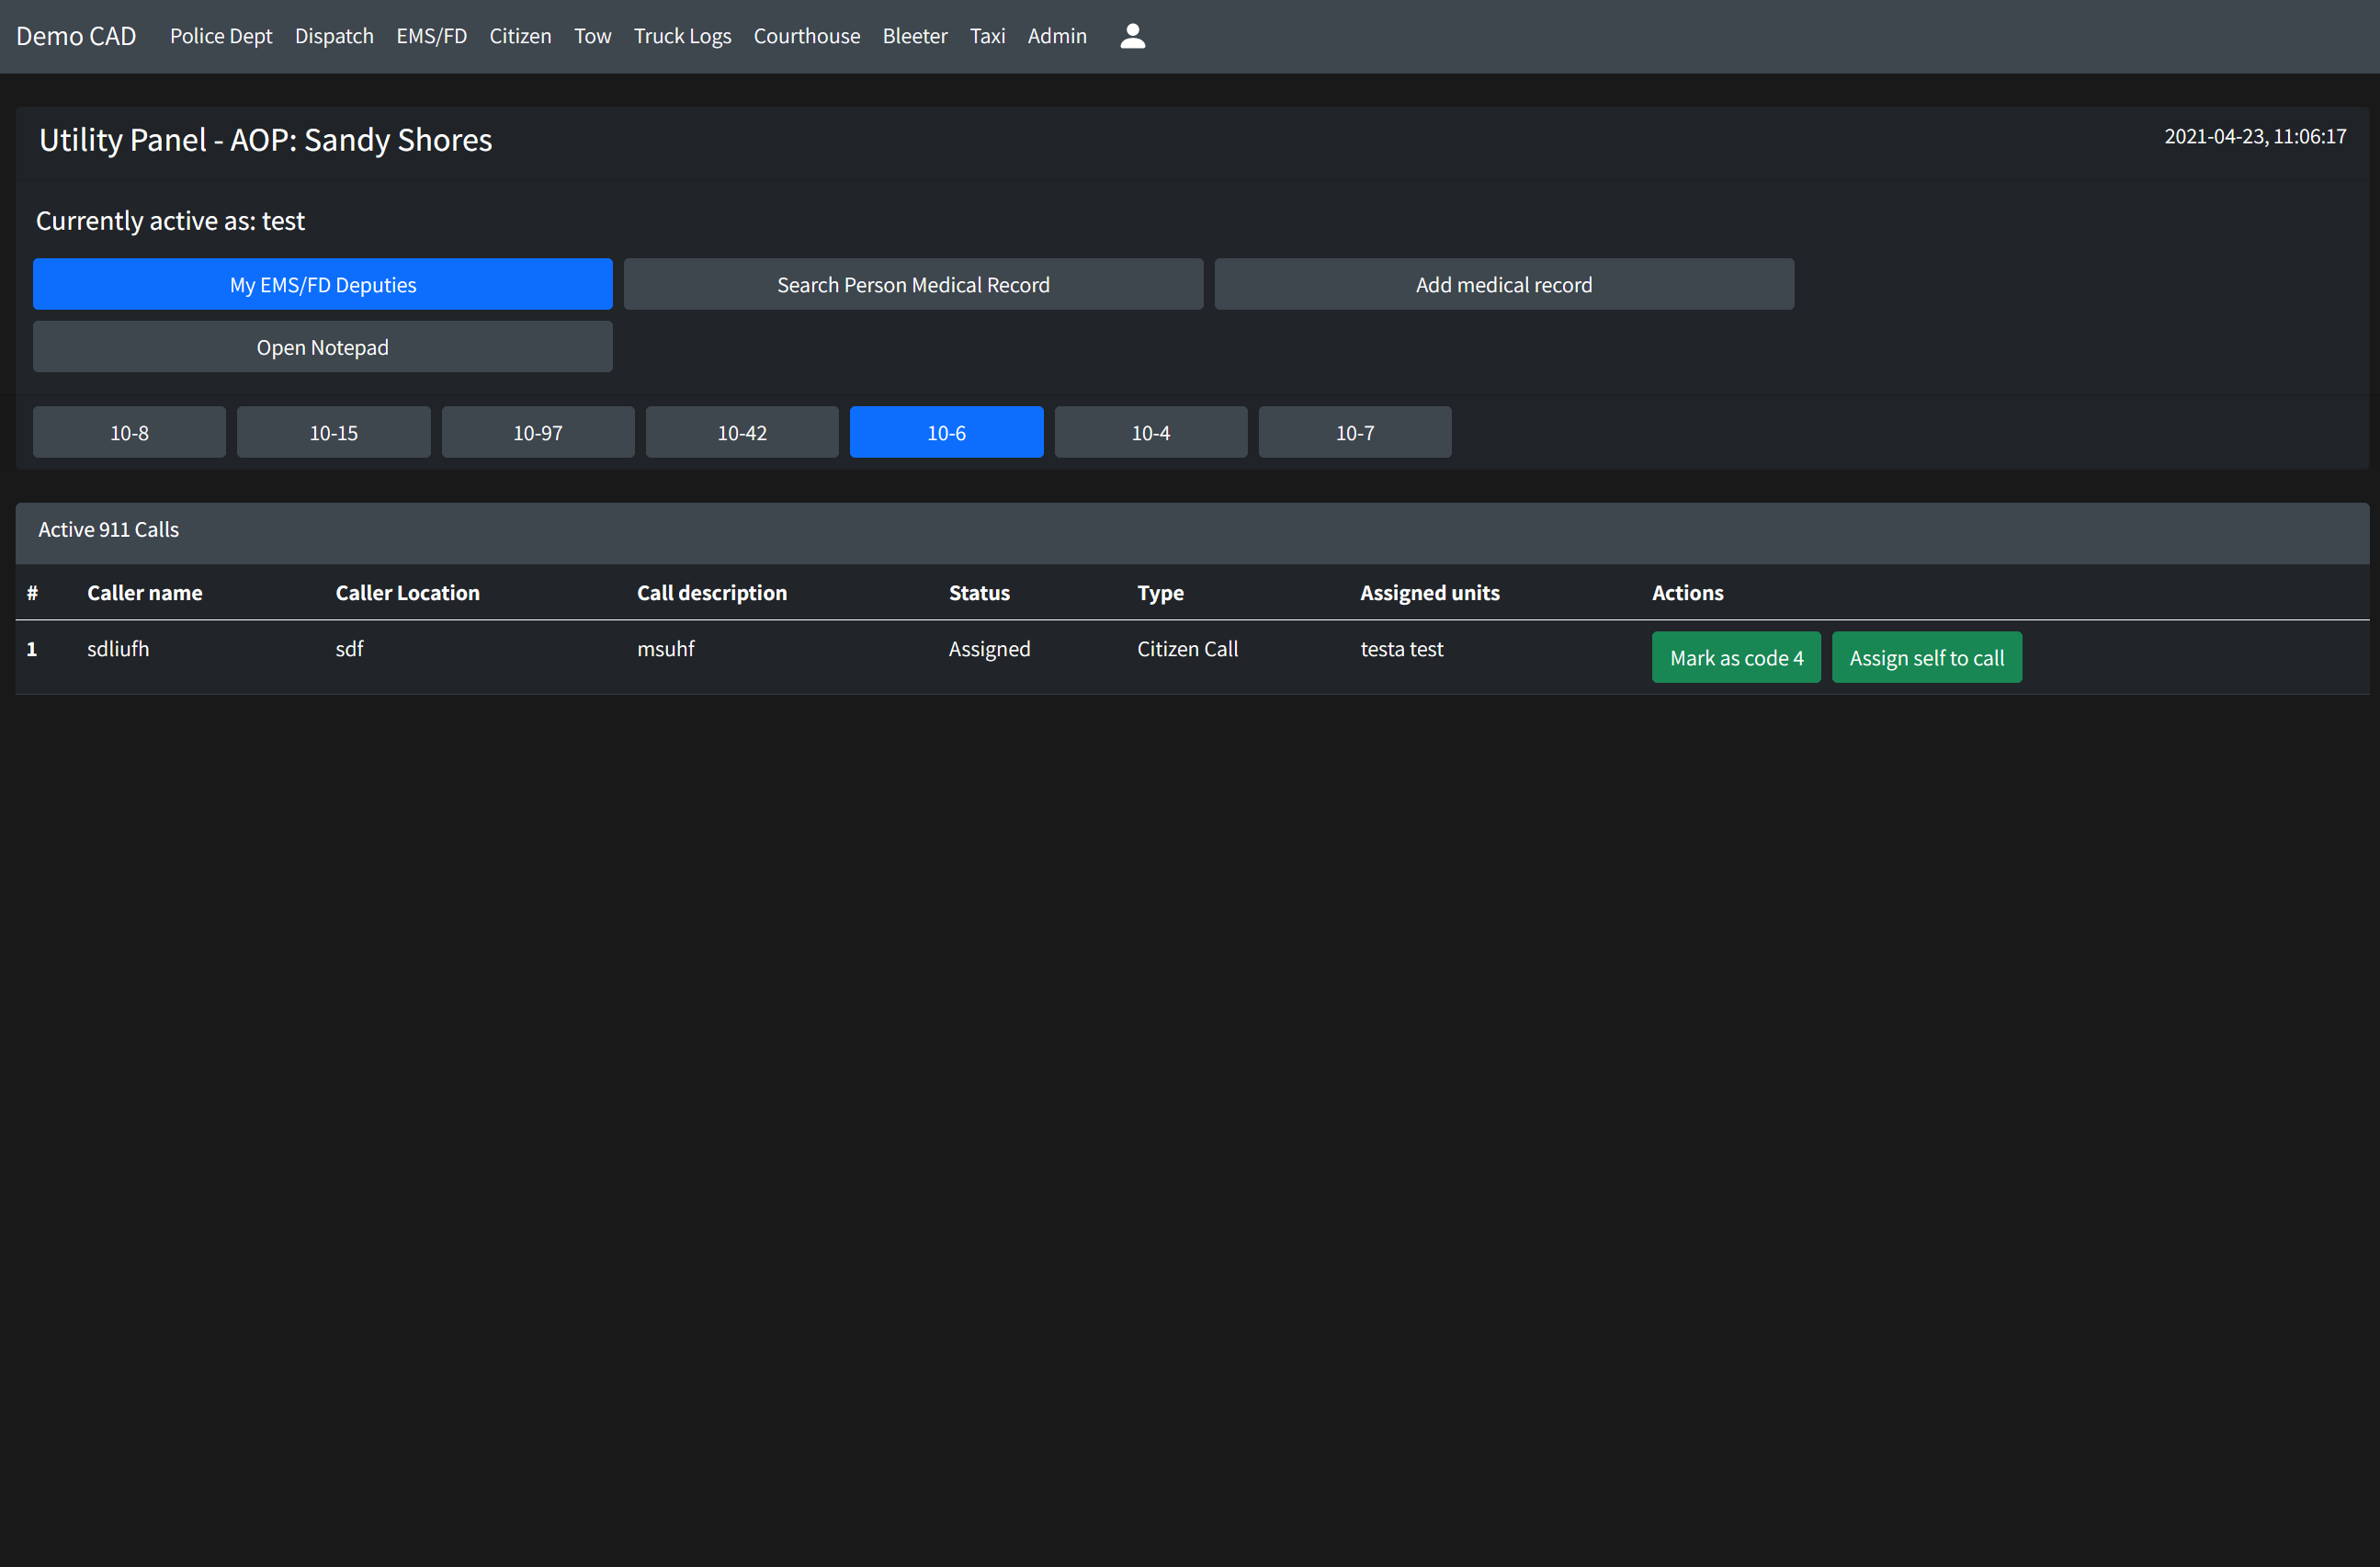 Demo CAD Police Dept Dispatch EMS/FD Citizen Tow Truck Logs Courthouse Bleeter Taxi Admin
Utility Panel - AOP: Sandy Shores 2021-04-23, 11:06:17
Currently active as: test
My EMS/FD Deputies Search Person Medical Record Add medical record
Open Notepad
10-8 10-15 10-97 10-42 10-6 10-4 10-7
Active 911 Calls
# Caller name Caller Location Call description Status Type Assigned units Actions
1 sdliufh sdf msuhf Assigned Citizen Call testa test Mark as code 4 Assign self to call